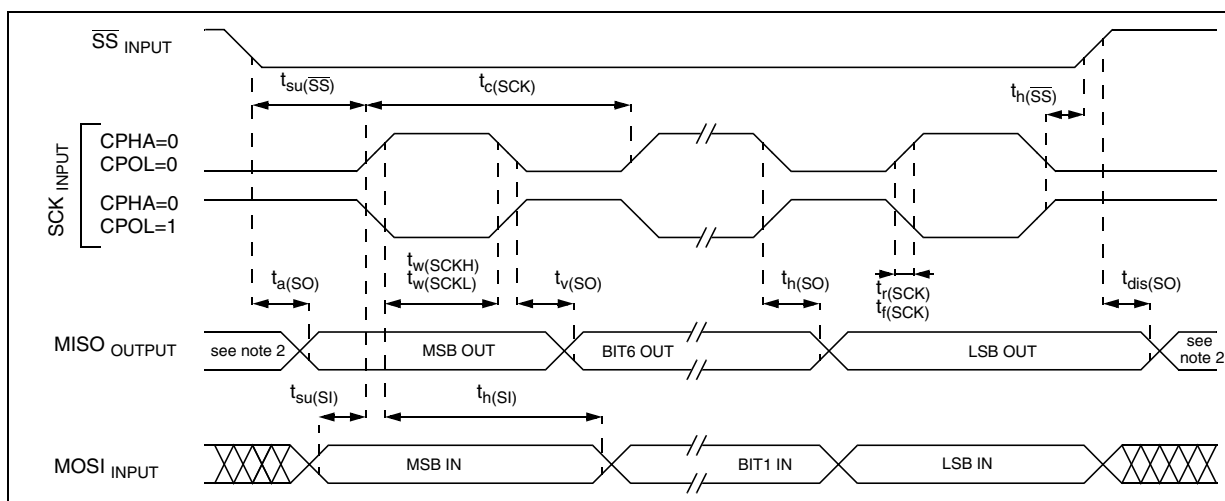 SS INPUT
tsu(SS) tc(SCK) th(SS)
SCK INPUT
CPHA=0
CPOL=0
CPHA=0
CPOL=1
ta(SO) tw(SCKH) tv(SO) th(SO) tr(SCK) tdis(SO)
tw(SCKL) tf(SCK)
MISO OUTPUT see note 2 MSB OUT BIT6 OUT LSB OUT see note 2
tsu(SI) th(SI)
MOSI INPUT MSB IN BIT1 IN LSB IN